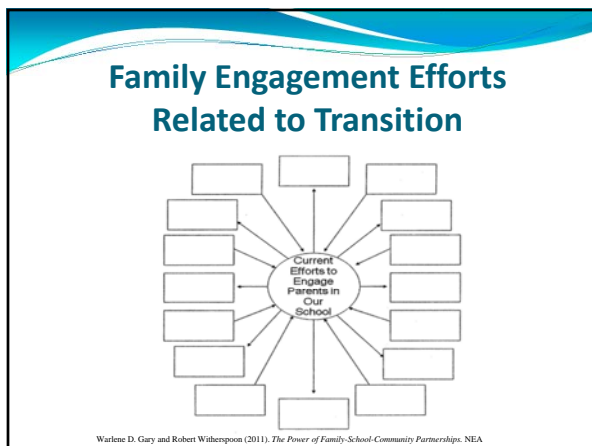 Family Engagement Efforts
Related to Transition
Current
Efforts to
Engage
Parents in
Our
School
Warlene D. Gary and Robert Witherspoon (2011). The Power of Family-School-Community Partnerships. NEA